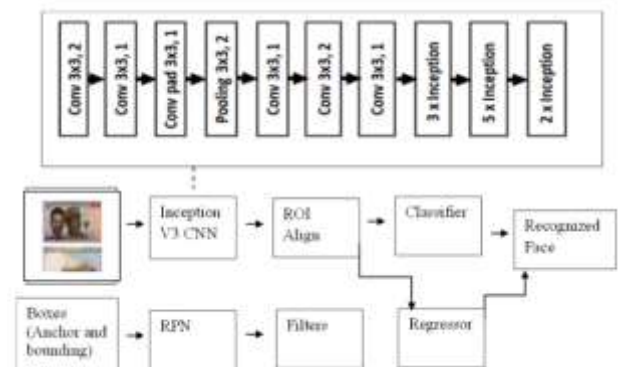 Conv 3x3, 2
Conv 3x3, 1
Conv pad 3x3, 1
Pooling 3x3, 2
Conv 3x3, 1
Conv 3x3, 2
Conv 3x3, 1
3 x Inception
5 x Inception
2 x Inception
Inception
V3 CNN
ROI
Align
Classifier
Recognized
Face
Boxes
(Anchor and
bounding)
RPN
Filters
Regressor